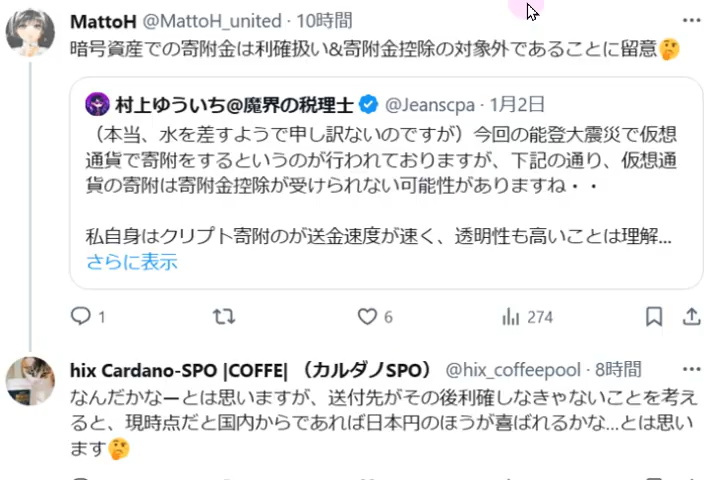 MattoH @MattoH_united · 10時間
暗号資産での寄附金は利確扱い&寄附金控除の対象外であることに留意🤔
村上ゆういち@魔界の税理士 @Jeanscpa · 1月2日
（本当、水を差すようで申し訳ないのですが）今回の能登大震災で仮想
通貨で寄附をするというのが行われておりますが、下記の通り、仮想通
貨の寄附は寄附金控除が受けられない可能性がありますね・・
私自身はクリプト寄附のが送金速度が速く、透明性も高いことは理解...
さらに表示
1 6 274
hix Cardano-SPO |COFFE| （カルダノSPO） @hix_coffeepool · 8時間
なんだかなーとは思いますが、送付先がその後利確しなきゃないことを考え
ると、現時点だと国内からであれば日本円のほうが喜ばれるかな...とは思い
ます🤔